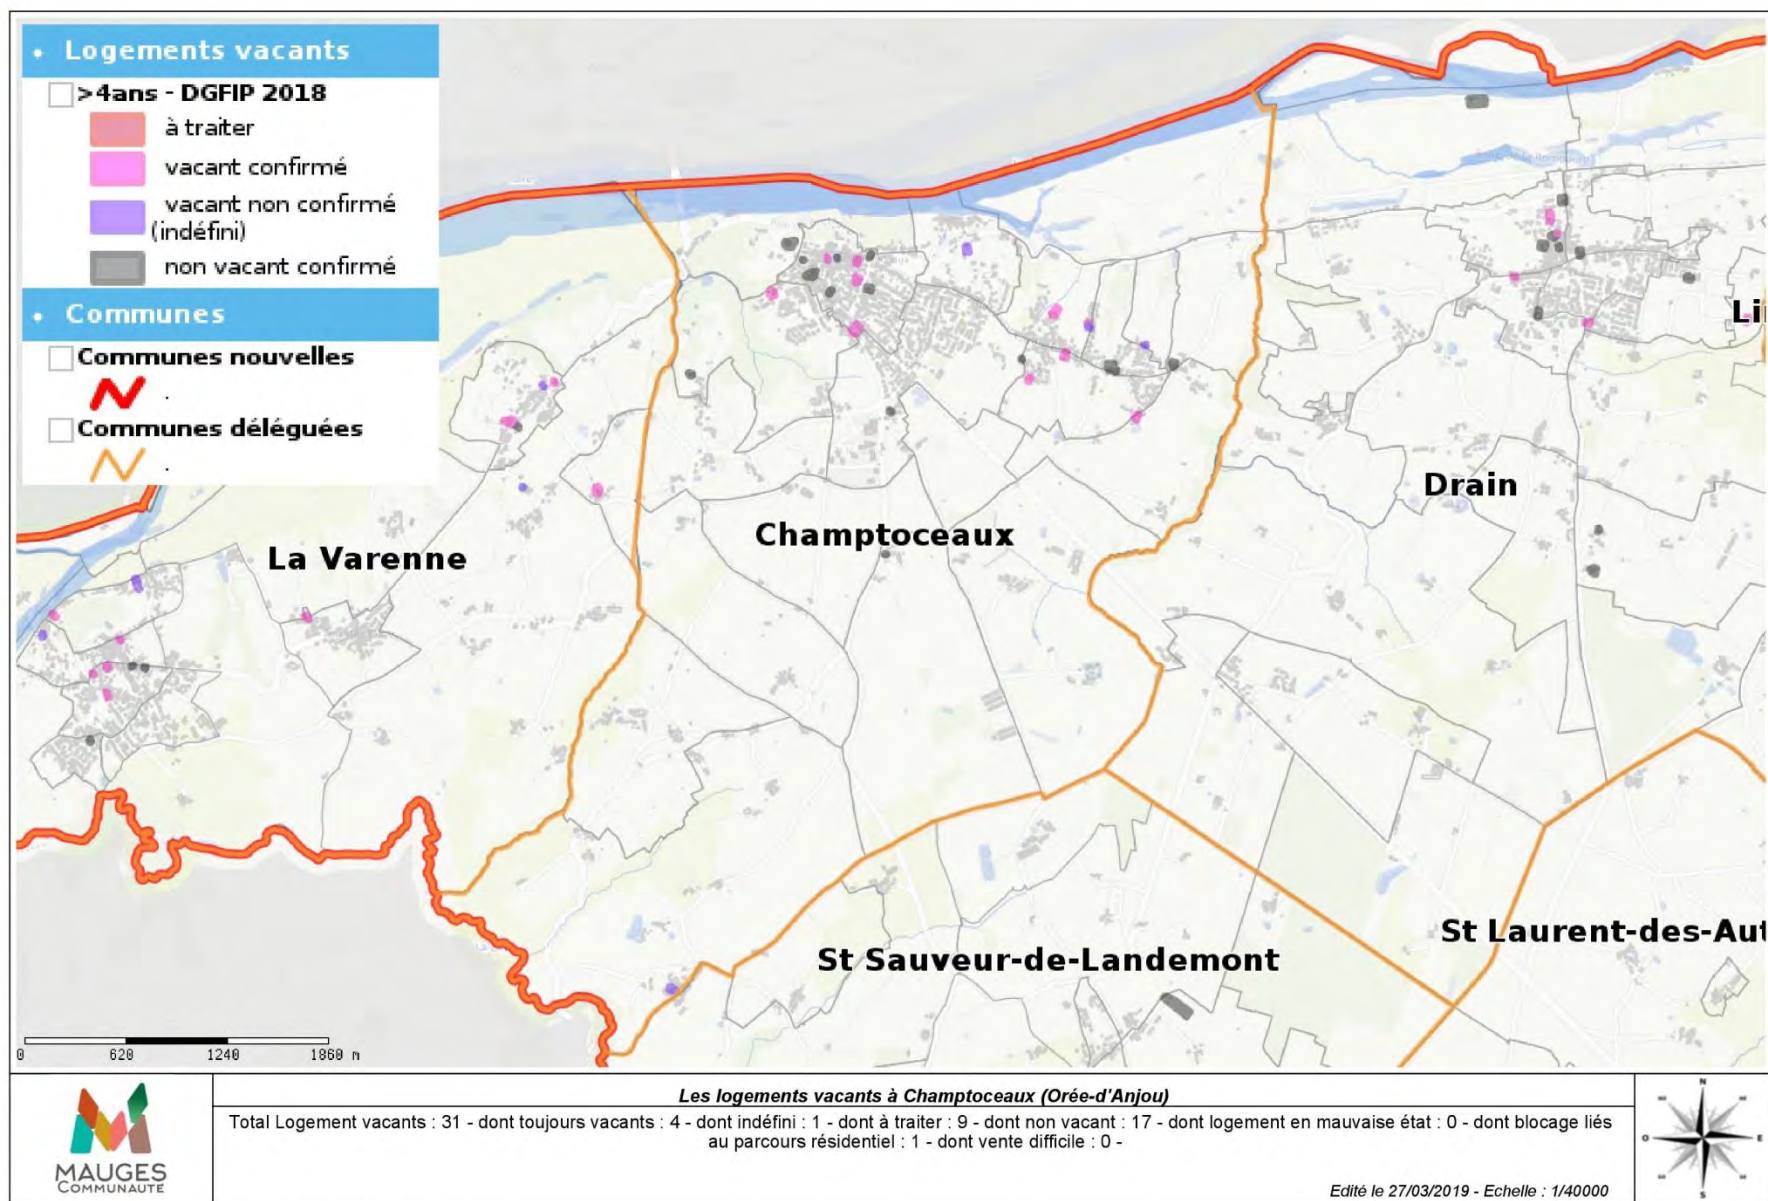 Logements vacants
>4ans - DGFIP 2018
à traiter
vacant confirmé
vacant non confirmé
(indéfini)
non vacant confirmé
Communes
Communes nouvelles
.
Communes déléguées
.
La Varenne
Champtoceaux
Drain
Li
St Sauveur-de-Landemont
St Laurent-des-Aut
0 620 1240 1860 m
MAUGES
COMMUNAUTÉ
Les logements vacants à Champtoceaux (Orée-d'Anjou)
Total Logement vacants : 31 - dont toujours vacants : 4 - dont indéfini : 1 - dont à traiter : 9 - dont non vacant : 17 - dont logement en mauvaise état : 0 - dont blocage liés
au parcours résidentiel : 1 - dont vente difficile : 0 -
Edité le 27/03/2019 - Echelle : 1/40000
N
O E
S